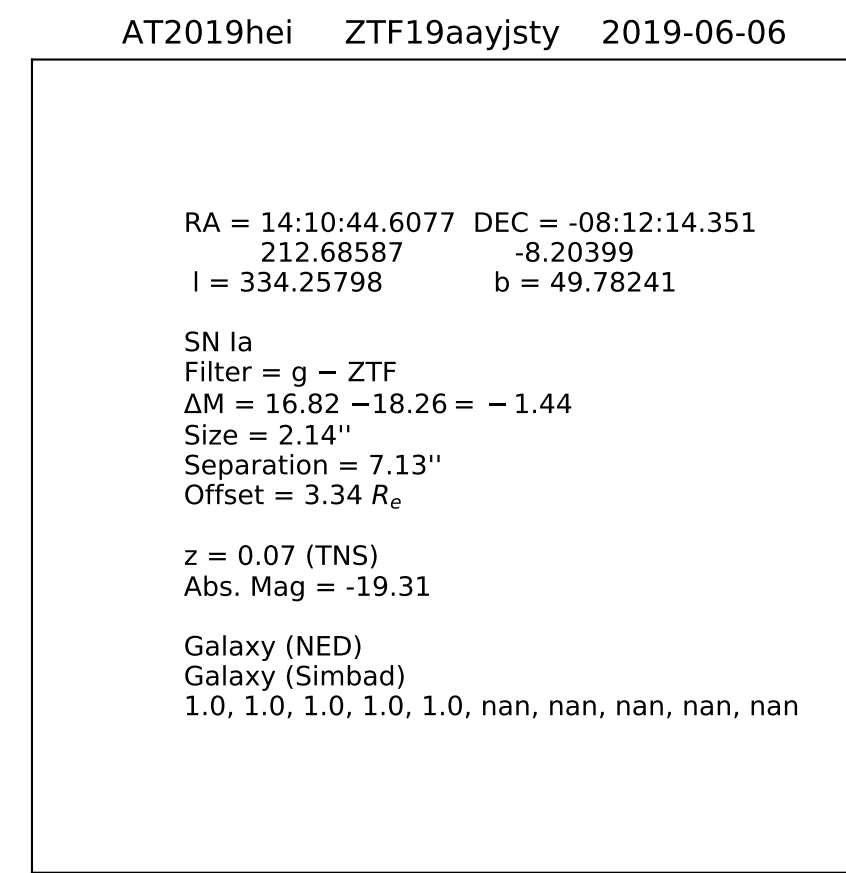 AT2019hei ZTF19aayjsty 2019-06-06
RA = 14:10:44.6077 DEC = -08:12:14.351
212.68587 -8.20399
l = 334.25798 b = 49.78241
SN Ia
Filter = g − ZTF
ΔM = 16.82 −18.26 = − 1.44
Size = 2.14''
Separation = 7.13''
Offset = 3.34 Re
z = 0.07 (TNS)
Abs. Mag = -19.31
Galaxy (NED)
Galaxy (Simbad)
1.0, 1.0, 1.0, 1.0, 1.0, nan, nan, nan, nan, nan